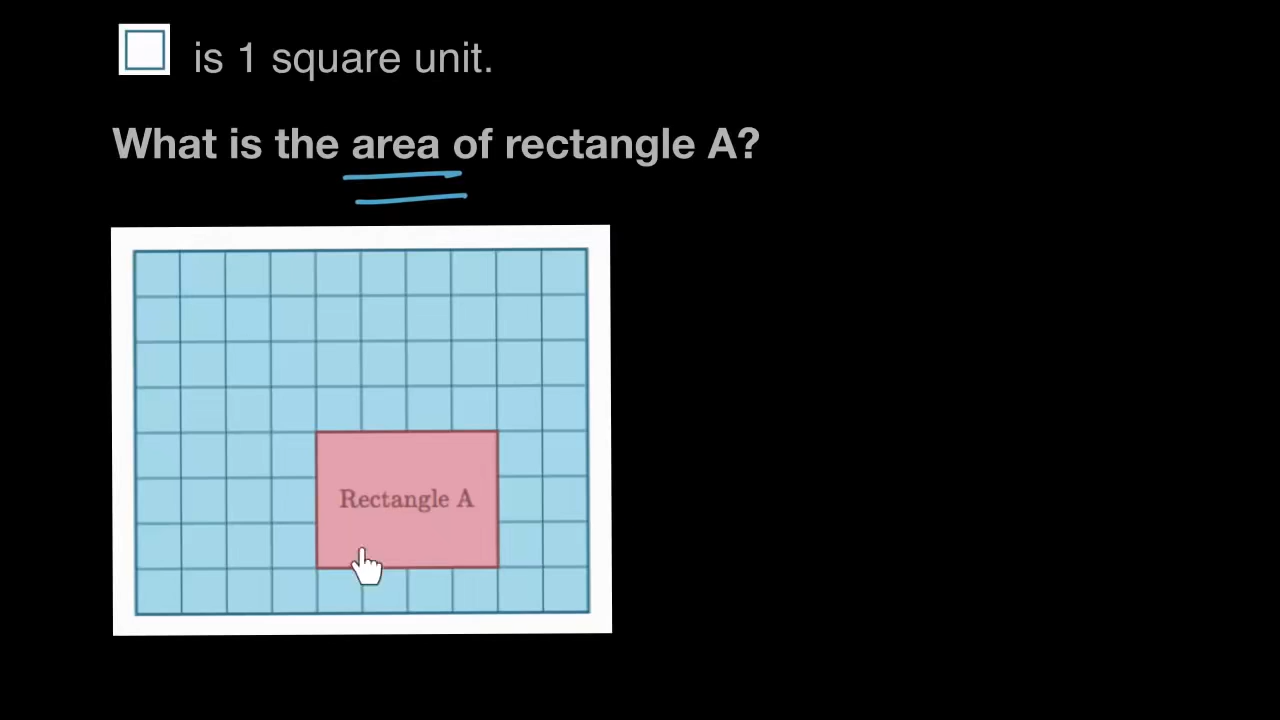 is 1 square unit.
What is the area of rectangle A?
Rectangle A